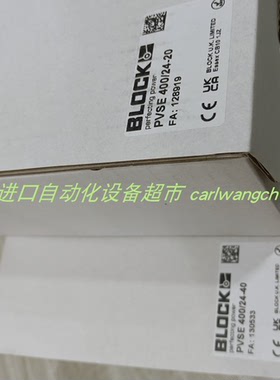 BLOCK
perfecting power
PVSE 400/24-20
FA: 128919
CE UK CA
BLOCK U.K. LIMITED
Essex CB10 1JZ
进口自动化设备超市 carlwangch
BLOCK
perfecting power
PVSE 400/24-40
FA: 130533